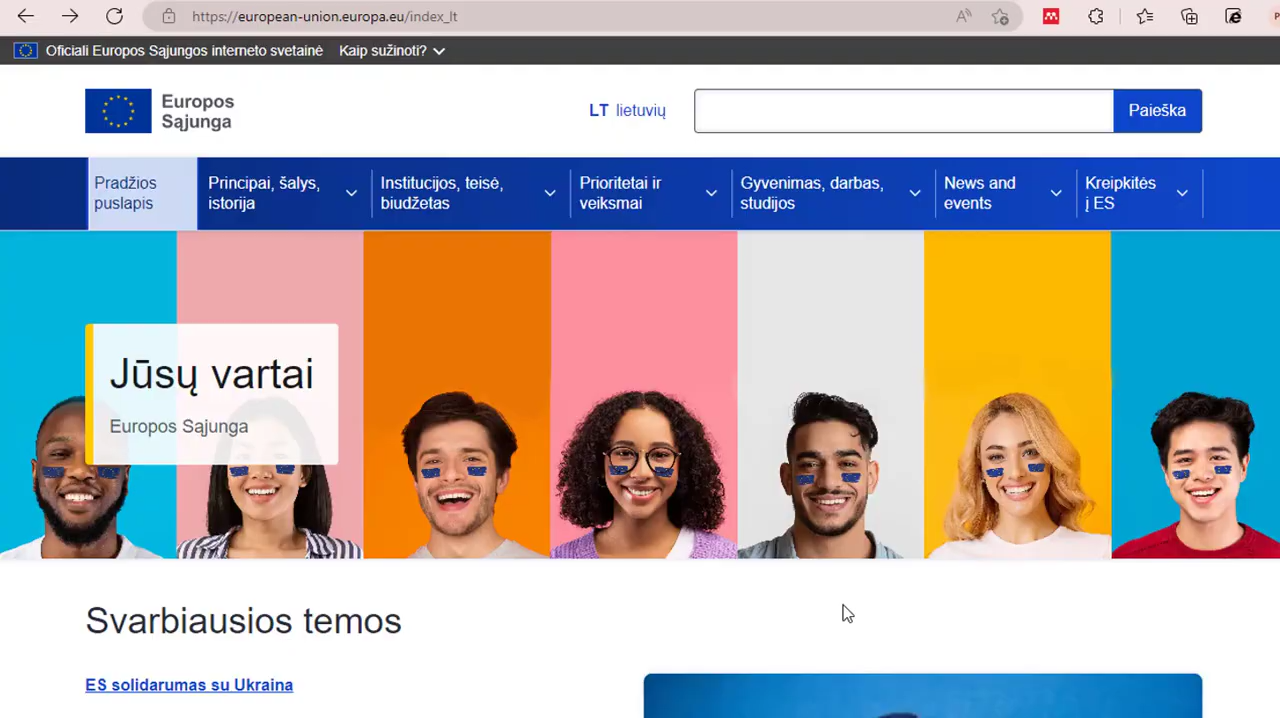 https://european-union.europa.eu/index_lt
Oficiali Europos Sąjungos interneto svetainė Kaip sužinoti?
Europos
Sąjunga
LT lietuvių
Paieška
Pradžios
puslapis
Principai, šalys,
istorija
Institucijos, teisė,
biudžetas
Prioritetai ir
veiksmai
Gyvenimas, darbas,
studijos
News and
events
Kreipkitės
į ES
Jūsų vartai
Europos Sąjunga
Svarbiausios temos
ES solidarumas su Ukraina